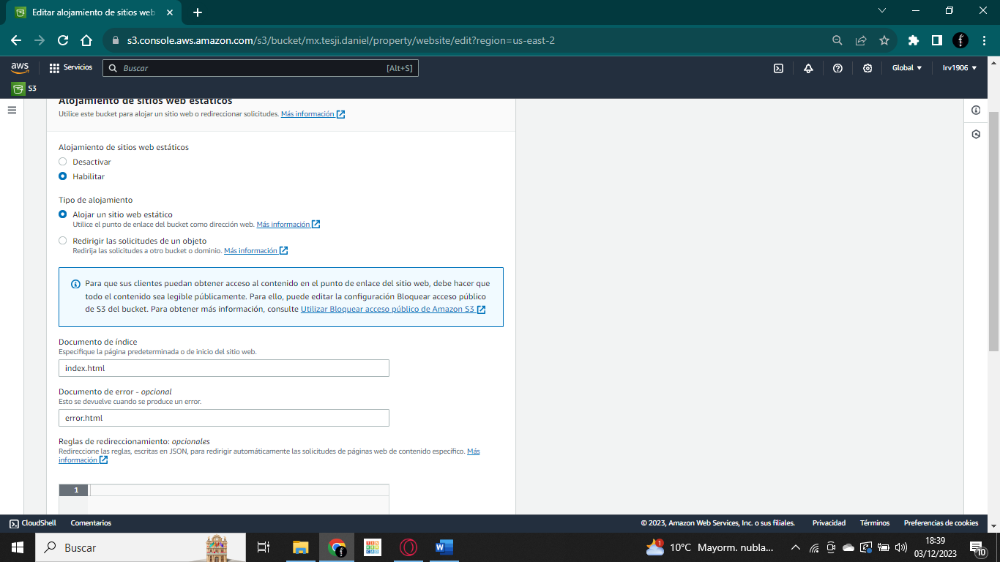 Editar alojamiento de sitios web
s3.console.aws.amazon.com/s3/bucket/mx.tesji.daniel/property/website/edit?region=us-east-2
aws
Servicios
Buscar
[Alt+S]
Global
Irv1906
S3
Alojamiento de sitios web estáticos
Utilice este bucket para alojar un sitio web o redireccionar solicitudes. Más información
Alojamiento de sitios web estáticos
Desactivar
Habilitar
Tipo de alojamiento
Alojar un sitio web estático
Utilice el punto de enlace del bucket como dirección web. Más información
Redirigir las solicitudes de un objeto
Redirija las solicitudes a otro bucket o dominio. Más información
Para que sus clientes puedan obtener acceso al contenido en el punto de enlace del sitio web, debe hacer que
todo el contenido sea legible públicamente. Para ello, puede editar la configuración Bloquear acceso público
de S3 del bucket. Para obtener más información, consulte Utilizar Bloquear acceso público de Amazon S3
Documento de índice
Especifique la página predeterminada o de inicio del sitio web.
index.html
Documento de error - opcional
Esto se devuelve cuando se produce un error.
error.html
Reglas de redireccionamiento: opcionales
Redireccione las reglas, escritas en JSON, para redirigir automáticamente las solicitudes de páginas web de contenido específico. Más
información
1
CloudShell
Comentarios
© 2023, Amazon Web Services, Inc. o sus filiales.
Privacidad
Términos
Preferencias de cookies
Buscar
1
10°C Mayorm. nubla...
18:39
03/12/2023
10